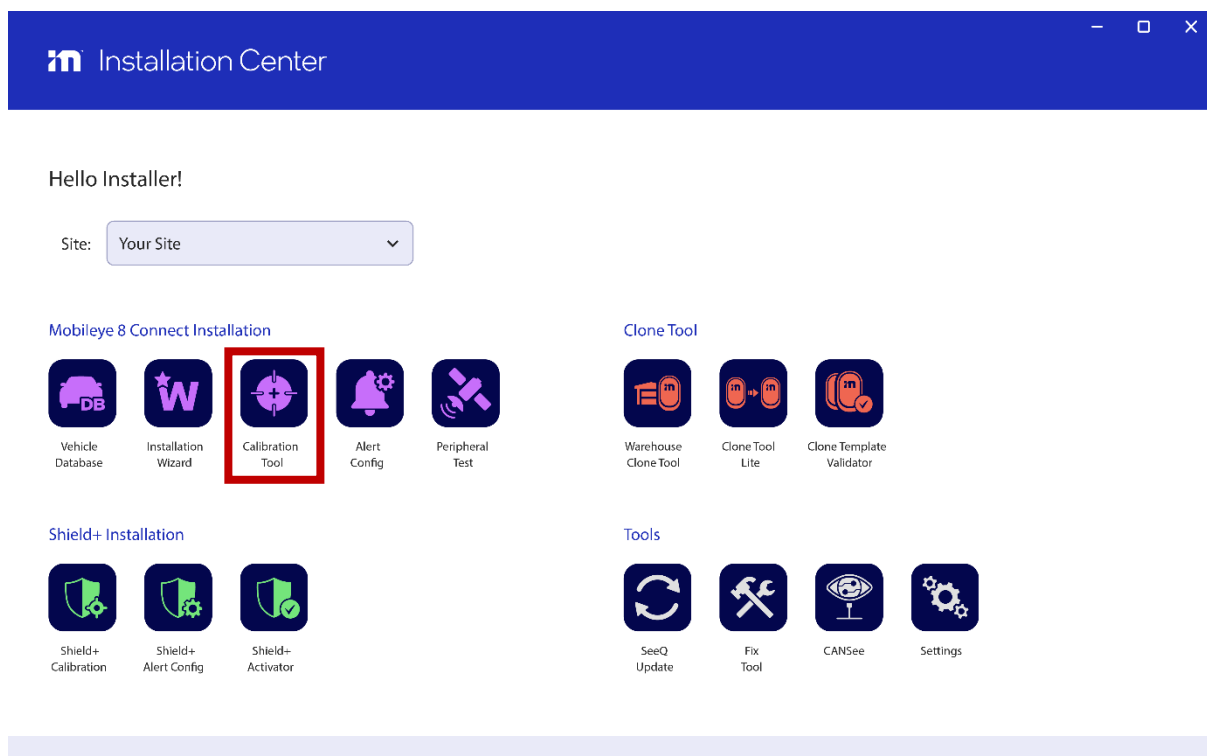 Installation Center
Hello Installer!
Site: Your Site
Mobileye 8 Connect Installation
DB
Vehicle
Database
W
Installation
Wizard
Calibration
Tool
Alert
Config
Peripheral
Test
Clone Tool
Warehouse
Clone Tool
Clone Tool
Lite
Clone Template
Validator
Shield+ Installation
Shield+
Calibration
Shield+
Alert Config
Shield+
Activator
Tools
SeeQ
Update
Fix
Tool
CANSee
Settings